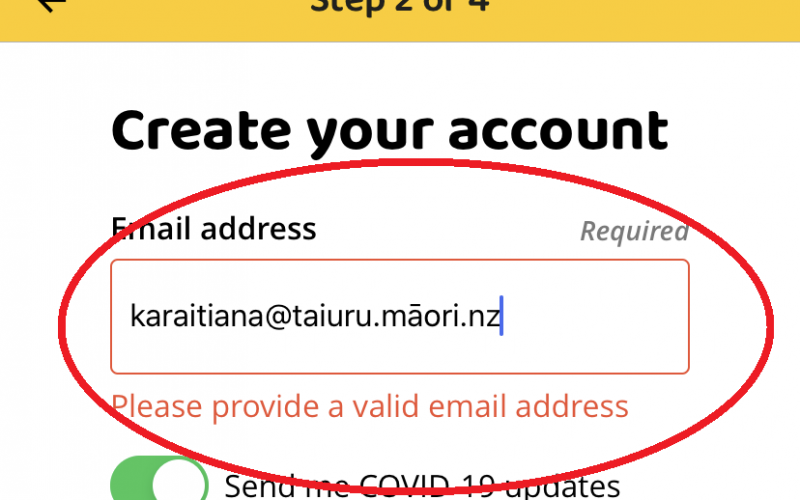 Step 2 of 4
Create your account
Email address
Required
karaitiana@taiuru.māori.nz
Please provide a valid email address
Send me COVID-19 updates